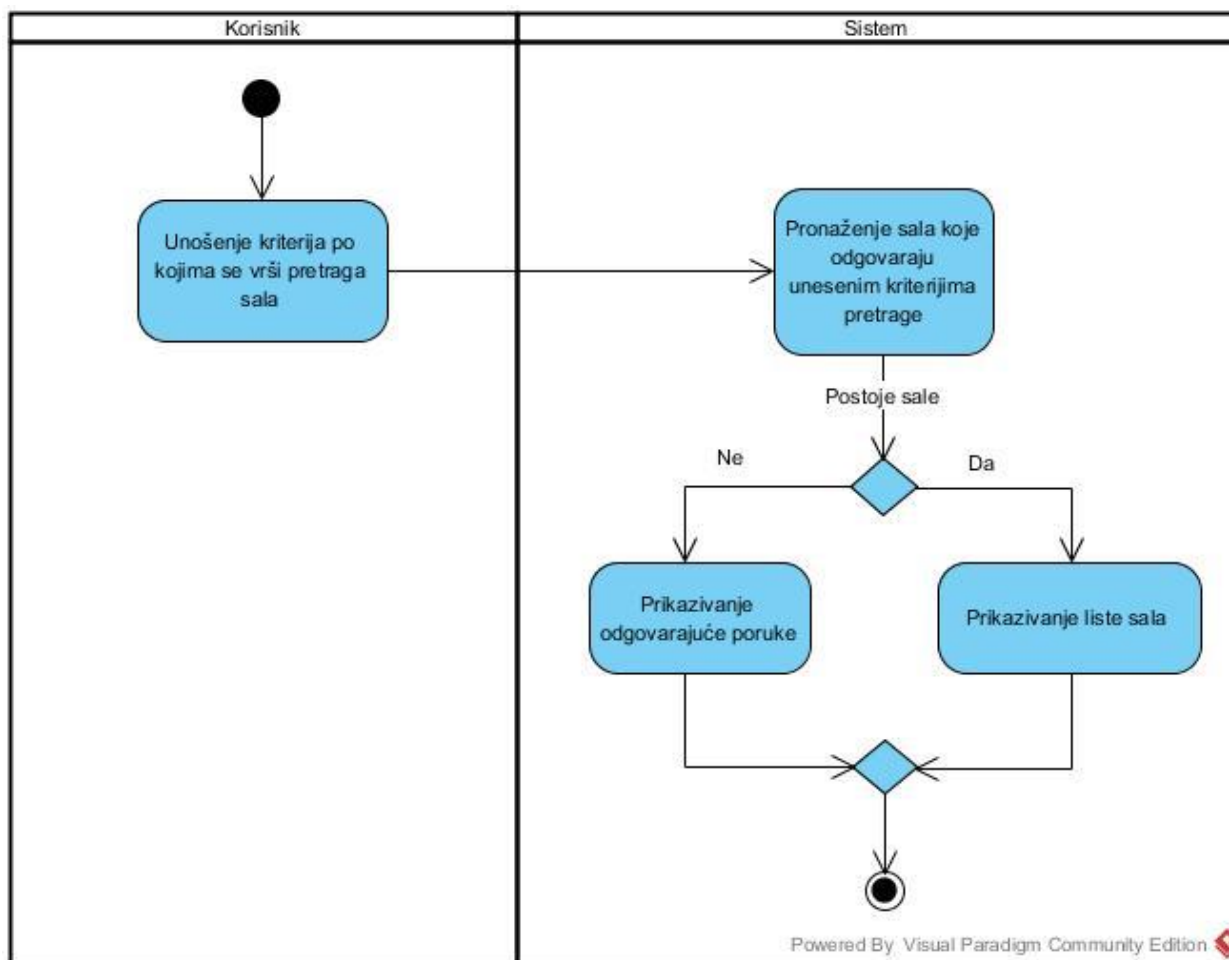 Korisnik
Sistem
Unošenje kriterija po
kojima se vrši pretraga
sala
Pronaženje sala koje
odgovaraju
unesenim kriterijima
pretrage
Postoje sale
Ne
Da
Prikazivanje
odgovarajuće poruke
Prikazivanje liste sala
Powered By Visual Paradigm Community Edition